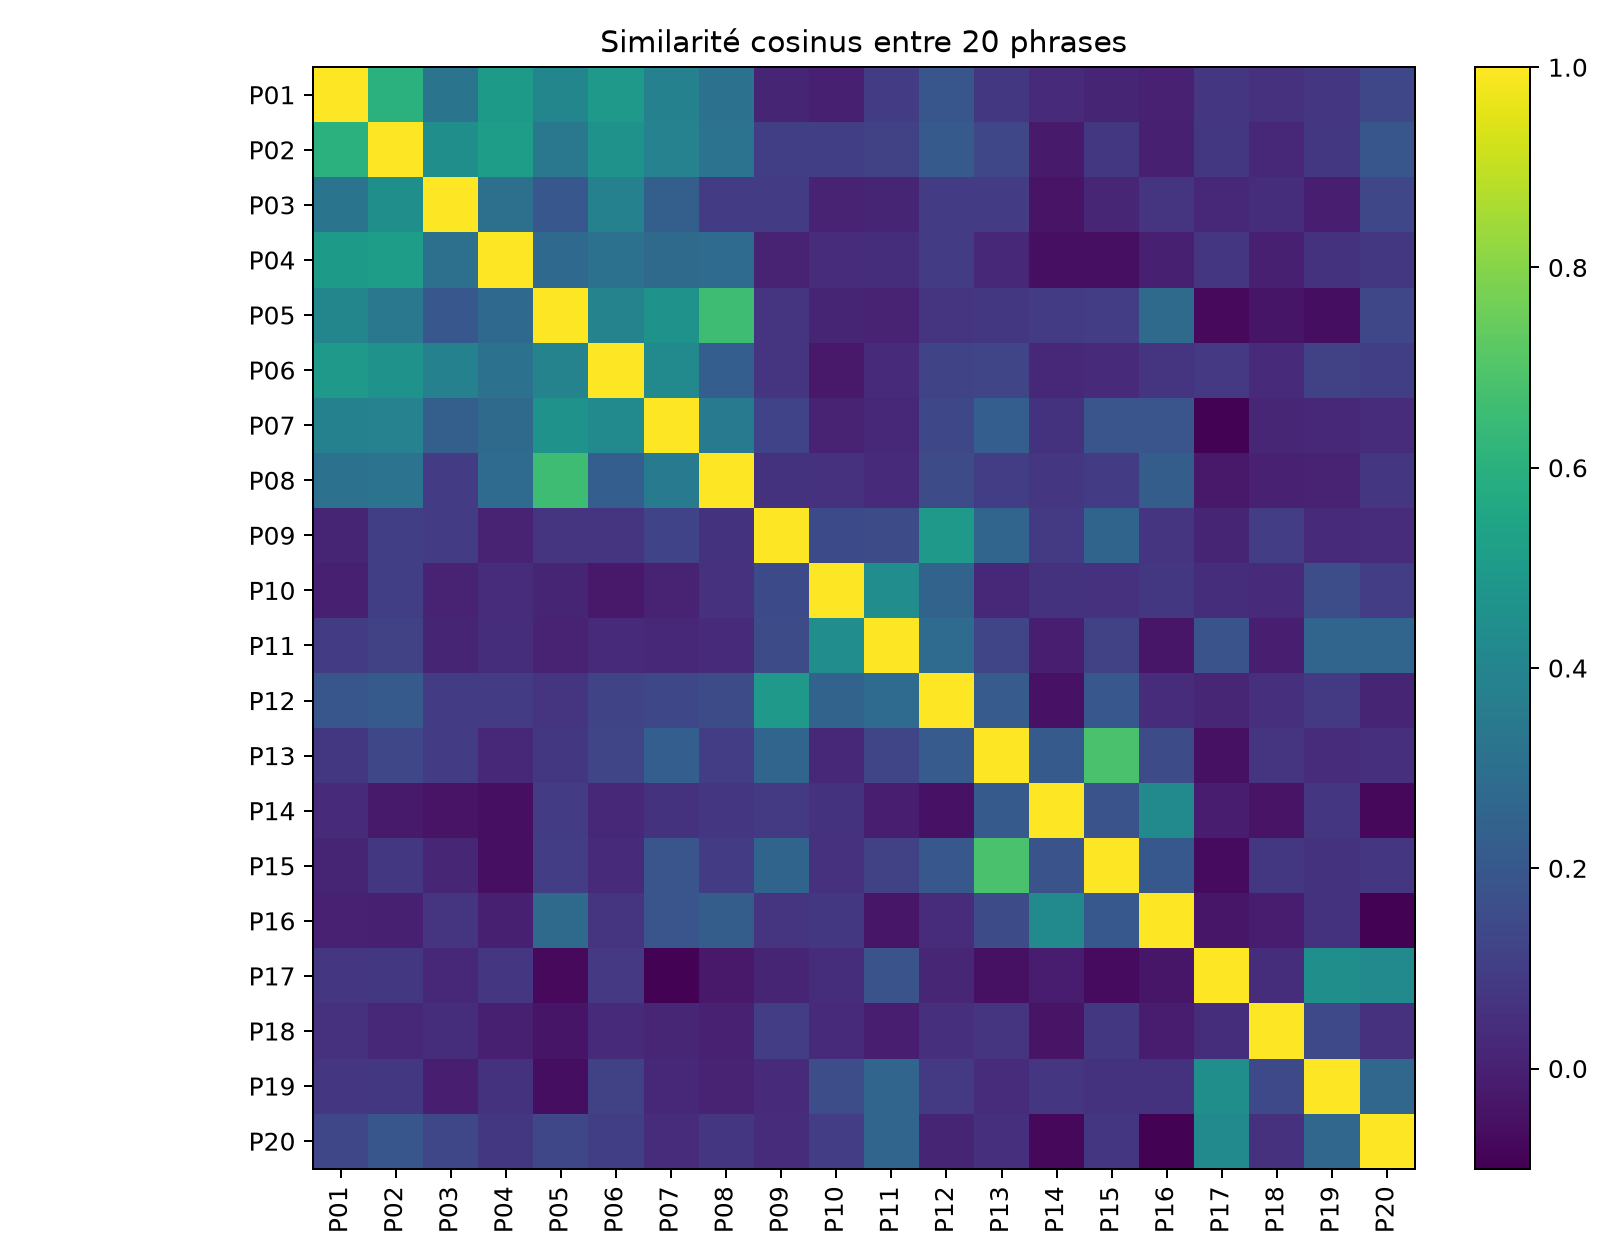 Similarité cosinus entre 20 phrases
P01
P02
P03
P04
P05
P06
P07
P08
P09
P10
P11
P12
P13
P14
P15
P16
P17
P18
P19
P20
P01 P02 P03 P04 P05 P06 P07 P08 P09 P10 P11 P12 P13 P14 P15 P16 P17 P18 P19 P20
1.0
0.8
0.6
0.4
0.2
0.0